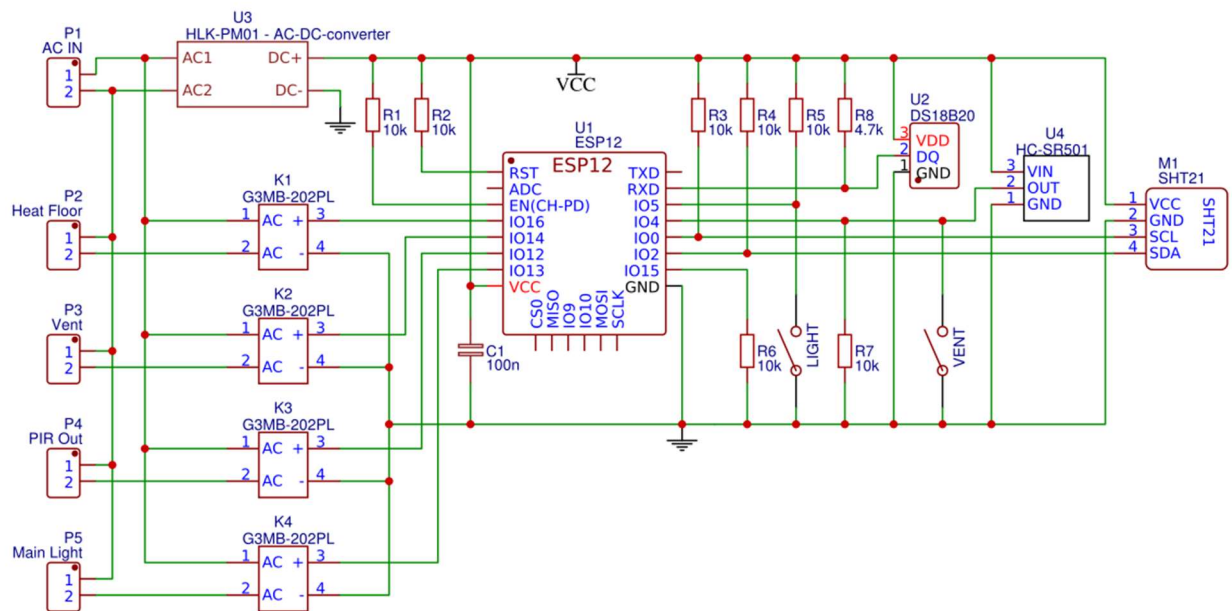 P1
AC IN
1
2
U3
HLK-PM01 - AC-DC-converter
AC1
AC2
DC+
DC-
VCC
R1
10k
R2
10k
R3
10k
R4
10k
R5
10k
R8
4.7k
U2
DS18B20
3
2
1
VDD
DQ
GND
U4
HC-SR501
3
2
1
VIN
OUT
GND
M1
SHT21
1
2
3
4
VCC
GND
SCL
SDA
SHT21
U1
ESP12
ESP12
RST
ADC
EN(CH-PD)
IO16
IO14
IO12
IO13
VCC
CS0
MISO
IO9
IO10
MOSI
SCLK
TXD
RXD
IO5
IO4
IO0
IO2
IO15
GND
P2
Heat Floor
1
2
K1
G3MB-202PL
1 AC + 3
2 AC - 4
P3
Vent
1
2
K2
G3MB-202PL
1 AC + 3
2 AC - 4
C1
100n
R6
10k
LIGHT
R7
10k
VENT
P4
PIR Out
1
2
K3
G3MB-202PL
1 AC + 3
2 AC - 4
P5
Main Light
1
2
K4
G3MB-202PL
1 AC + 3
2 AC - 4